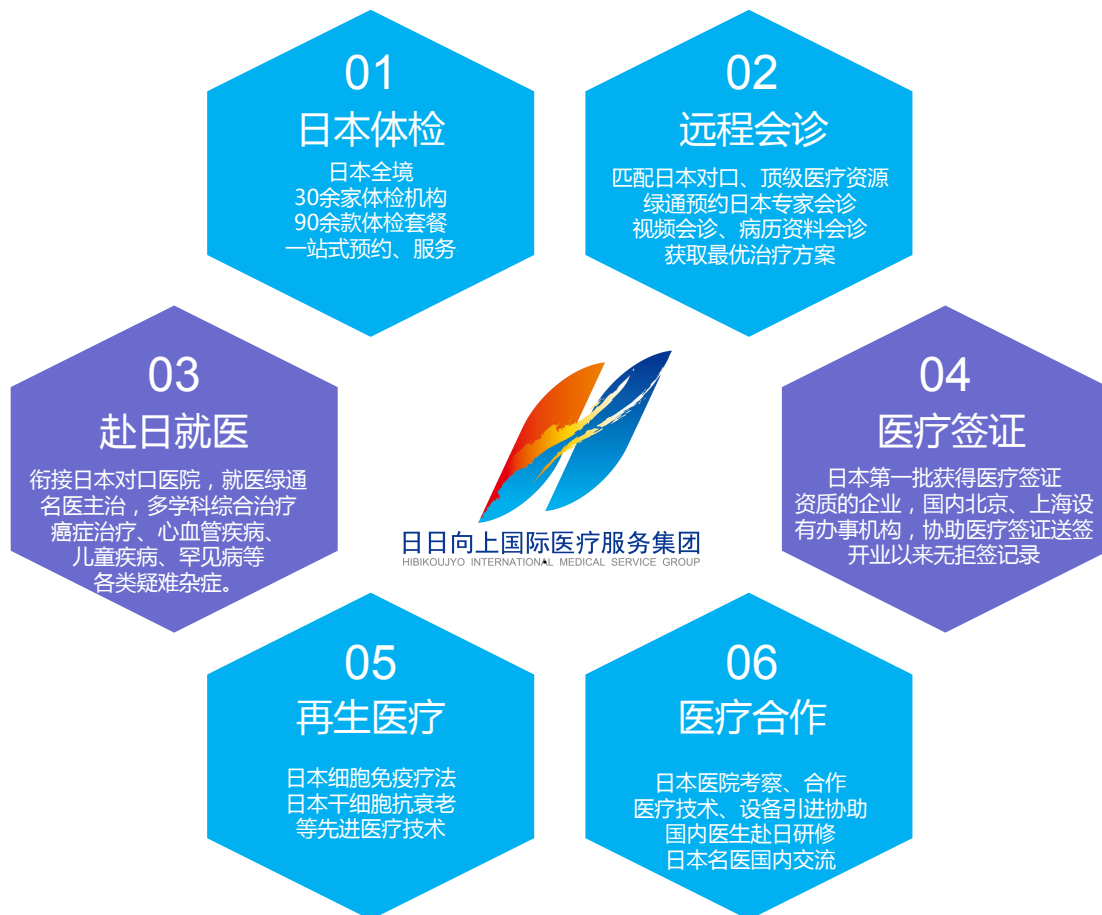 01
日本体检
日本全境
30余家体检机构
90余款体检套餐
一站式预约、服务
02
远程会诊
匹配日本对口、顶级医疗资源
绿通预约日本专家会诊
视频会诊、病历资料会诊
获取最优治疗方案
03
赴日就医
衔接日本对口医院，就医绿通
名医主治，多学科综合治疗
癌症治疗、心血管疾病、
儿童疾病、罕见病等
各类疑难杂症。
日日向上国际医疗服务集团
HIBIKOUJYO INTERNATIONAL MEDICAL SERVICE GROUP
04
医疗签证
日本第一批获得医疗签证
资质的企业，国内北京、上海设
有办事机构，协助医疗签证送签
开业以来无拒签记录
05
再生医疗
日本细胞免疫疗法
日本干细胞抗衰老
等先进医疗技术
06
医疗合作
日本医院考察、合作
医疗技术、设备引进协助
国内医生赴日研修
日本名医国内交流